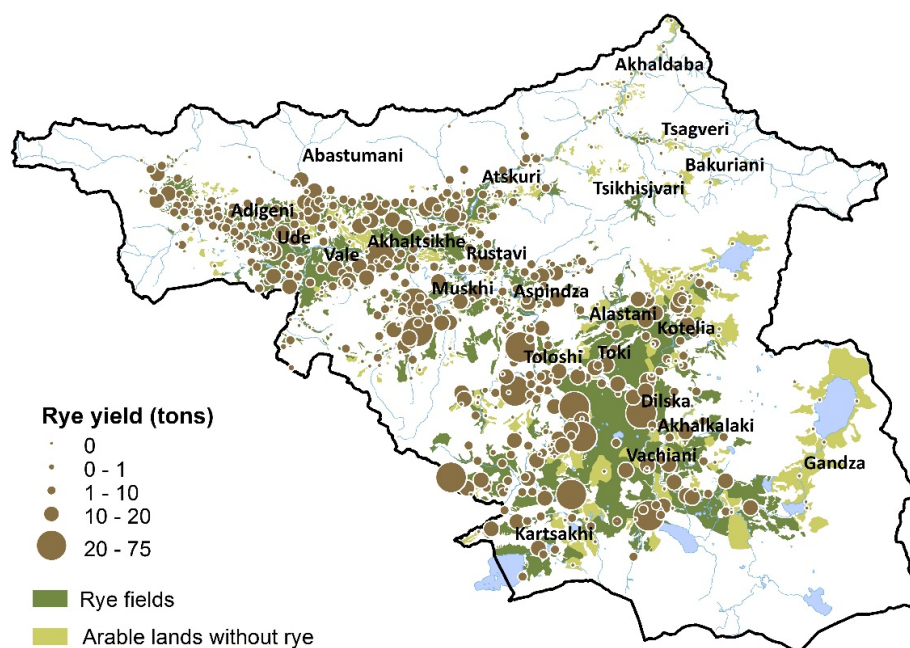 Akhaldaba
Tsagveri
Abastumani
Bakuriani
Atskuri
Tsikhisjvari
Adigeni
Ude
Akhaltsikhe
Vale
Rustavi
Muskhi
Aspindza
Alastani
Kotelia
Toloshi
Toki
Dilska
Akhalkalaki
Vachiani
Gandza
Kartsakhi
Rye yield (tons)
0
0 - 1
1 - 10
10 - 20
20 - 75
Rye fields
Arable lands without rye